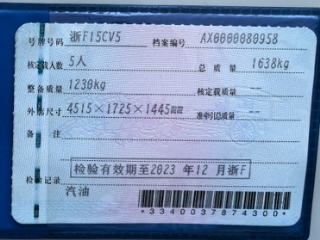 号牌号码 浙F15CV5 档案编号 AX0000080958
核定载人数 5人 总 质 量 1638kg
整备质量 1230kg 核定载质量 --
外廓尺寸 4515×1725×1445mm 准牵引总质量 --
备 注
检验有效期至2023 年 12 月浙F
检验记录
汽油
*3340037874300*